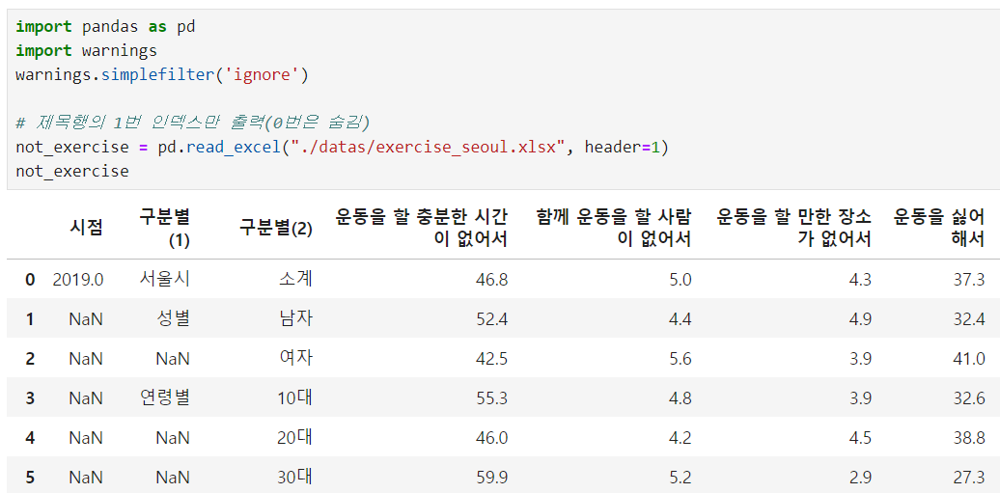 import pandas as pd
import warnings
warnings.simplefilter('ignore')
# 제목행의 1번 인덱스만 출력(0번은 숨김)
not_exercise = pd.read_excel("./datas/exercise_seoul.xlsx", header=1)
not_exercise
시점 구분별(1) 구분별(2) 운동을 할 충분한 시간이 없어서 함께 운동을 할 사람이 없어서 운동을 할 만한 장소가 없어서 운동을 싫어해서
0 2019.0 서울시 소계 46.8 5.0 4.3 37.3
1 NaN 성별 남자 52.4 4.4 4.9 32.4
2 NaN NaN 여자 42.5 5.6 3.9 41.0
3 NaN 연령별 10대 55.3 4.8 3.9 32.6
4 NaN NaN 20대 46.0 4.2 4.5 38.8
5 NaN NaN 30대 59.9 5.2 2.9 27.3